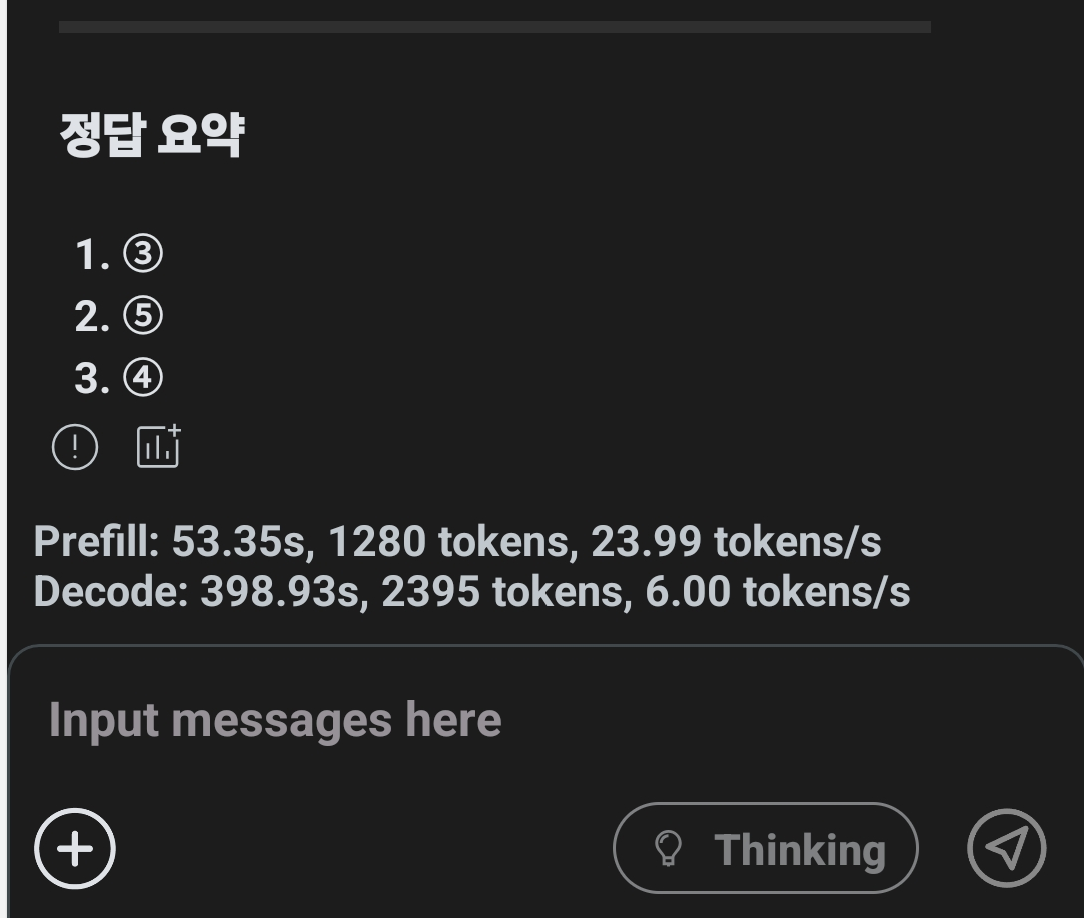 정답 요약
1. ③
2. ⑤
3. ④
Prefill: 53.35s, 1280 tokens, 23.99 tokens/s
Decode: 398.93s, 2395 tokens, 6.00 tokens/s
Input messages here
Thinking